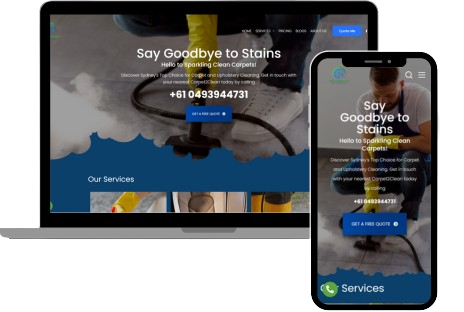 HOME SERVICES PRICING BLOGS ABOUT US Quote Me
Say Goodbye to Stains
Hello to Sparkling Clean Carpets!
Discover Sydney's Top Choice for Carpet and Upholstery Cleaning. Get in touch with
your nearest Carpet2Clean today by calling
+61 0493944731
GET A FREE QUOTE
Our Services
Say
Goodbye to
Stains
Hello to Sparkling Clean
Carpets!
Discover Sydney's Top Choice for Carpet
and Upholstery Cleaning. Get in touch
with your nearest Carpet2Clean today
by calling
+61 0493944731
GET A FREE QUOTE
Services